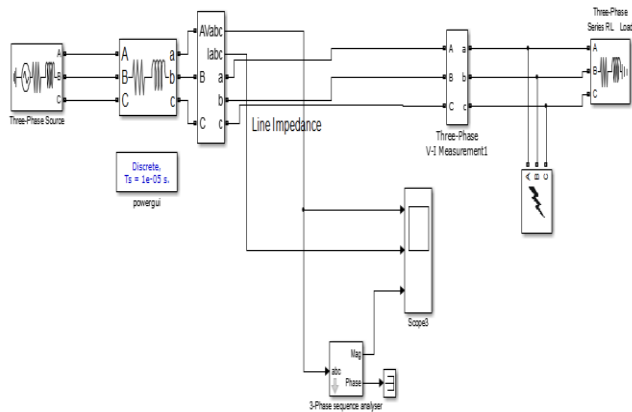 Three-Phase
Series RL Load
A
B
C
Three-Phase Source
A
B
C
a
b
c
A
Vabc
Iabc
B
a
b
C
c
Line Impedance
A
B
C
a
b
c
Three-Phase
V-I Measurement1
A
B
C
A
B
C
Discrete,
Ts = 1e-05 s.
powergui
Scope3
abc
Mag
Phase
3-Phase sequence analyser